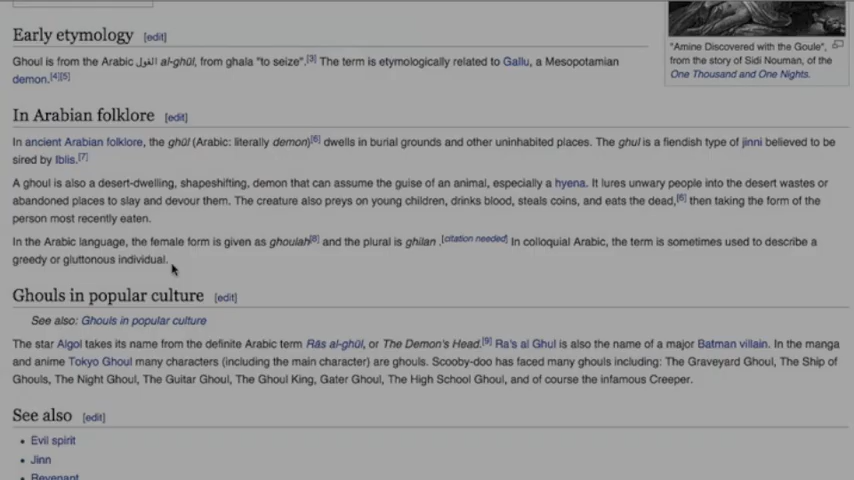 Early etymology [edit]
Ghoul is from the Arabic الغول al-ghūl, from ghala "to seize".[3] The term is etymologically related to Gallu, a Mesopotamian
demon.[4][5]
"Amine Discovered with the Goule",
from the story of Sidi Nouman, of the
One Thousand and One Nights.
In Arabian folklore [edit]
In ancient Arabian folklore, the ghūl (Arabic: literally demon)[6] dwells in burial grounds and other uninhabited places. The ghul is a fiendish type of jinni believed to be
sired by Iblis.[7]
A ghoul is also a desert-dwelling, shapeshifting, demon that can assume the guise of an animal, especially a hyena. It lures unwary people into the desert wastes or
abandoned places to slay and devour them. The creature also preys on young children, drinks blood, steals coins, and eats the dead,[6] then taking the form of the
person most recently eaten.
In the Arabic language, the female form is given as ghoulah[8] and the plural is ghilan .[citation needed] In colloquial Arabic, the term is sometimes used to describe a
greedy or gluttonous individual.
Ghouls in popular culture [edit]
See also: Ghouls in popular culture
The star Algol takes its name from the definite Arabic term Rās al-ghūl, or The Demon's Head.[9] Ra's al Ghul is also the name of a major Batman villain. In the manga
and anime Tokyo Ghoul many characters (including the main character) are ghouls. Scooby-doo has faced many ghouls including: The Graveyard Ghoul, The Ship of
Ghouls, The Night Ghoul, The Guitar Ghoul, The Ghoul King, Gater Ghoul, The High School Ghoul, and of course the infamous Creeper.
See also [edit]
• Evil spirit
• Jinn
• Revenant